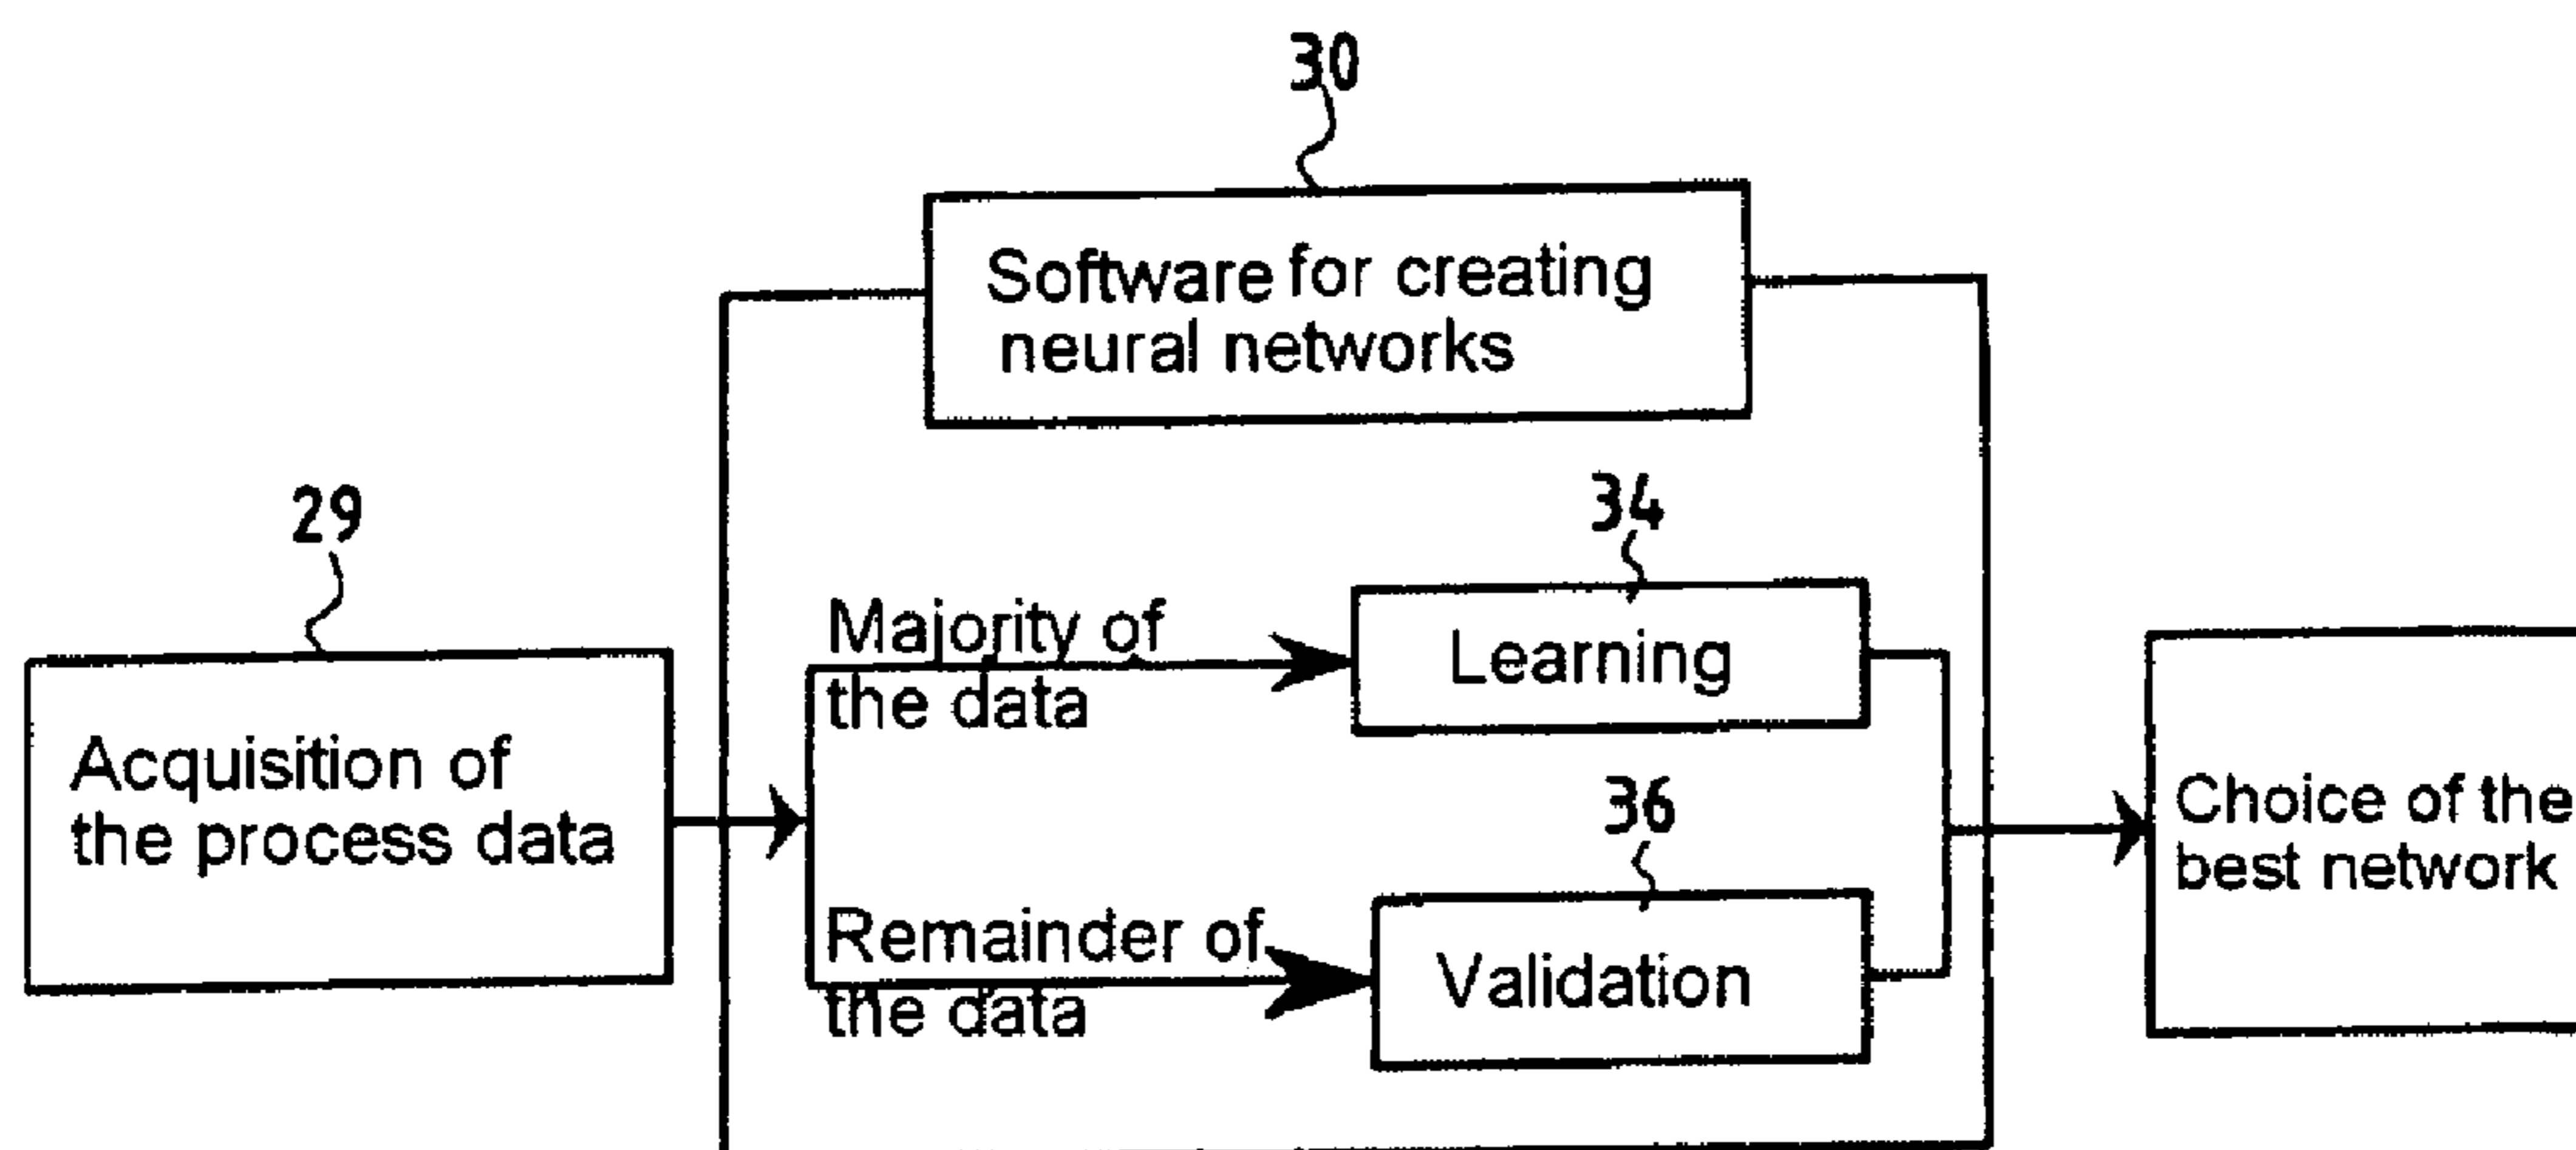 30
Software for creating
neural networks
29
34
Majority of
the data
Learning
Acquisition of
the process data
36
Choice of the
best network
Remainder of
the data
Validation